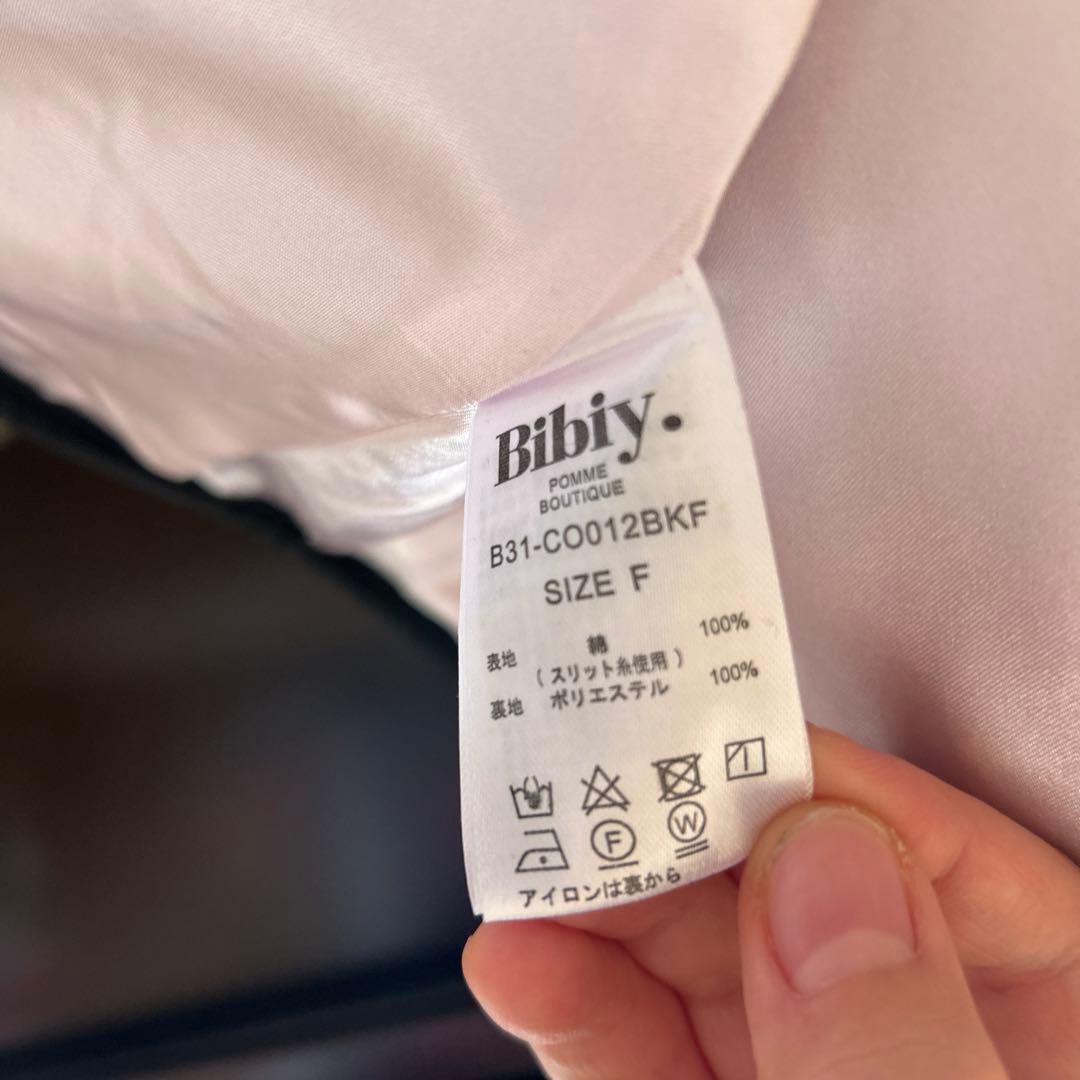 Bibiy.
POMME
BOUTIQUE
B31-CO012BKF
SIZE F
表地 綿 100%
(スリット糸使用)
裏地 ポリエステル 100%
F W
アイロンは裏から